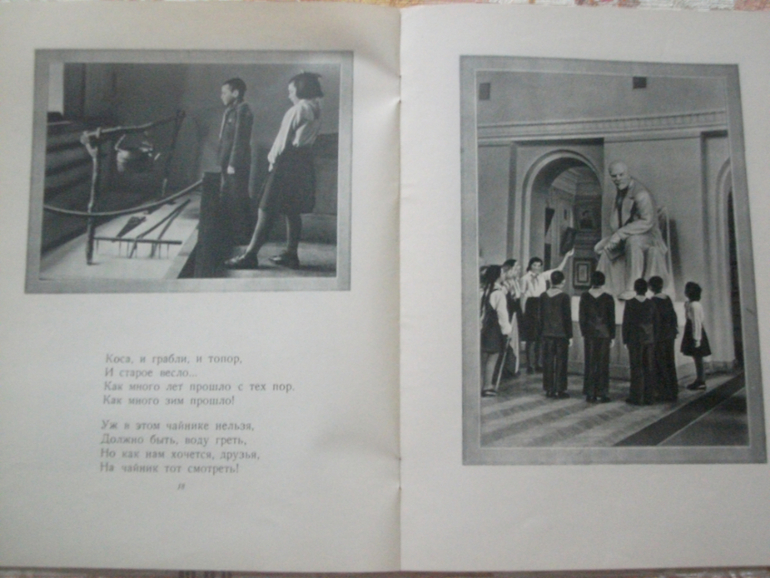 Коса, и грабли, и топор,
И старое весло...
Как много лет прошло с тех пор.
Как много зим прошло!
Уж в этом чайнике нельзя,
Должно быть, воду греть,
Но как нам хочется, друзья,
На чайник тот смотреть!